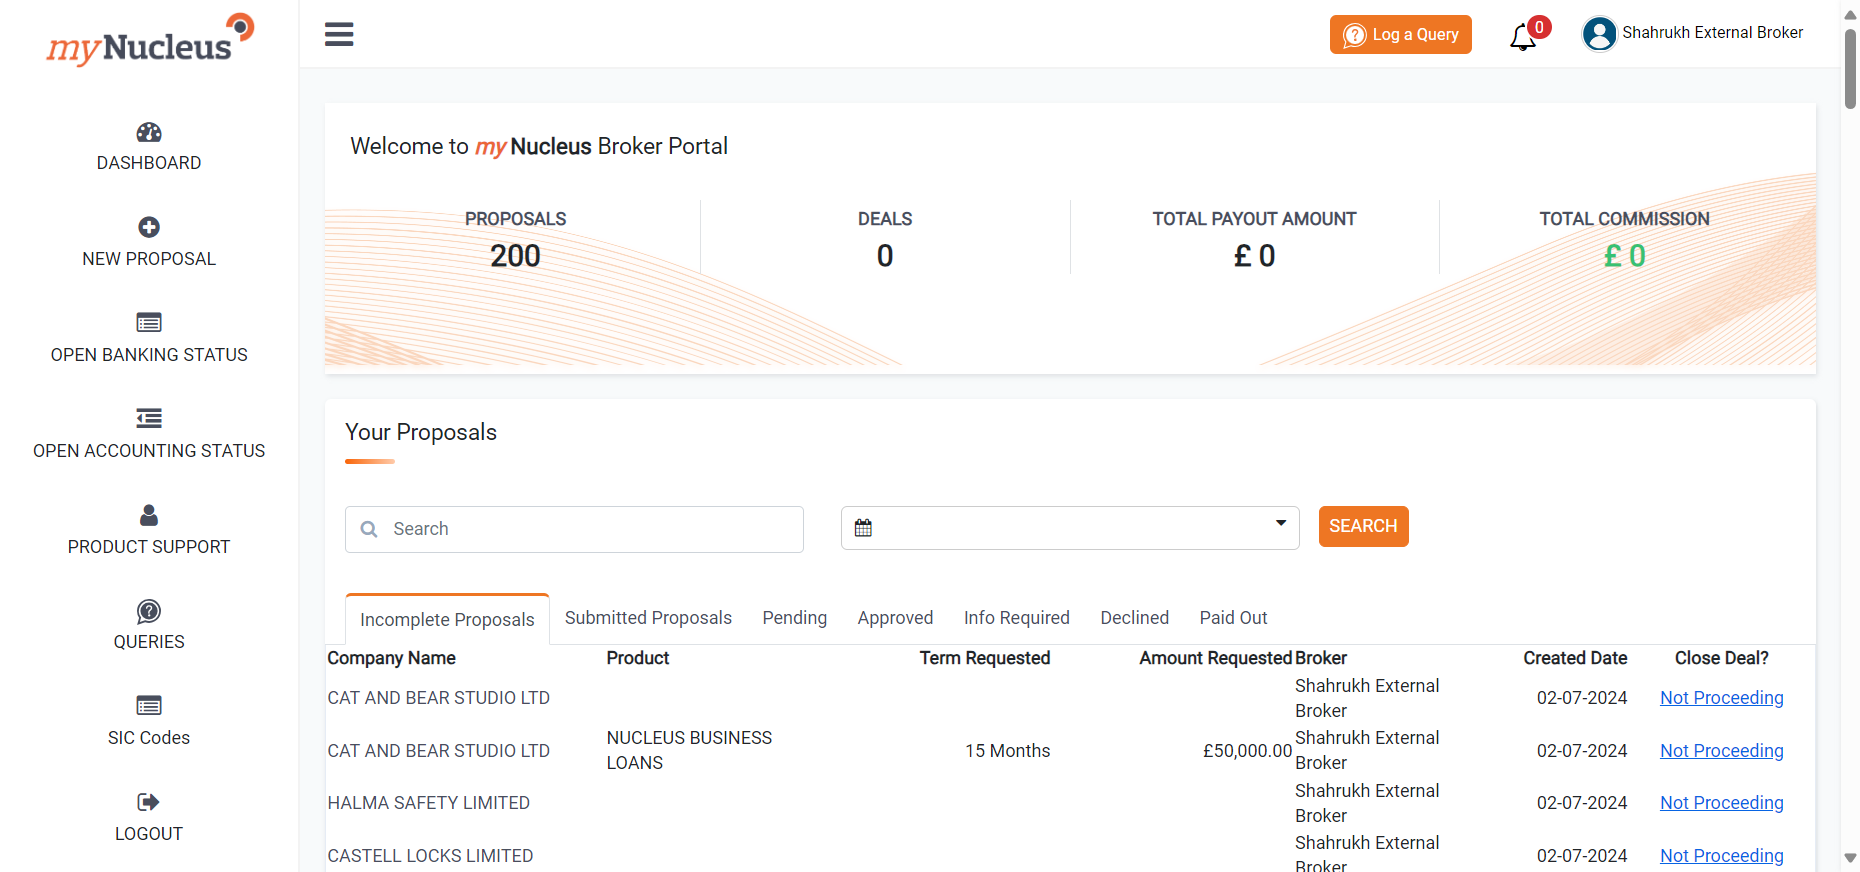 myNucleus
Log a Query
0
Shahrukh External Broker
DASHBOARD
NEW PROPOSAL
OPEN BANKING STATUS
OPEN ACCOUNTING STATUS
PRODUCT SUPPORT
QUERIES
SIC Codes
LOGOUT
Welcome to my Nucleus Broker Portal
PROPOSALS
200
DEALS
0
TOTAL PAYOUT AMOUNT
£ 0
TOTAL COMMISSION
£ 0
Your Proposals
Search
SEARCH
Incomplete Proposals Submitted Proposals Pending Approved Info Required Declined Paid Out
Company Name Product Term Requested Amount Requested Broker Created Date Close Deal?
CAT AND BEAR STUDIO LTD Shahrukh External 02-07-2024 Not Proceeding
Broker
CAT AND BEAR STUDIO LTD NUCLEUS BUSINESS 15 Months £50,000.00 Shahrukh External 02-07-2024 Not Proceeding
LOANS Broker
HALMA SAFETY LIMITED Shahrukh External 02-07-2024 Not Proceeding
Broker
CASTELL LOCKS LIMITED Shahrukh External 02-07-2024 Not Proceeding
Broker